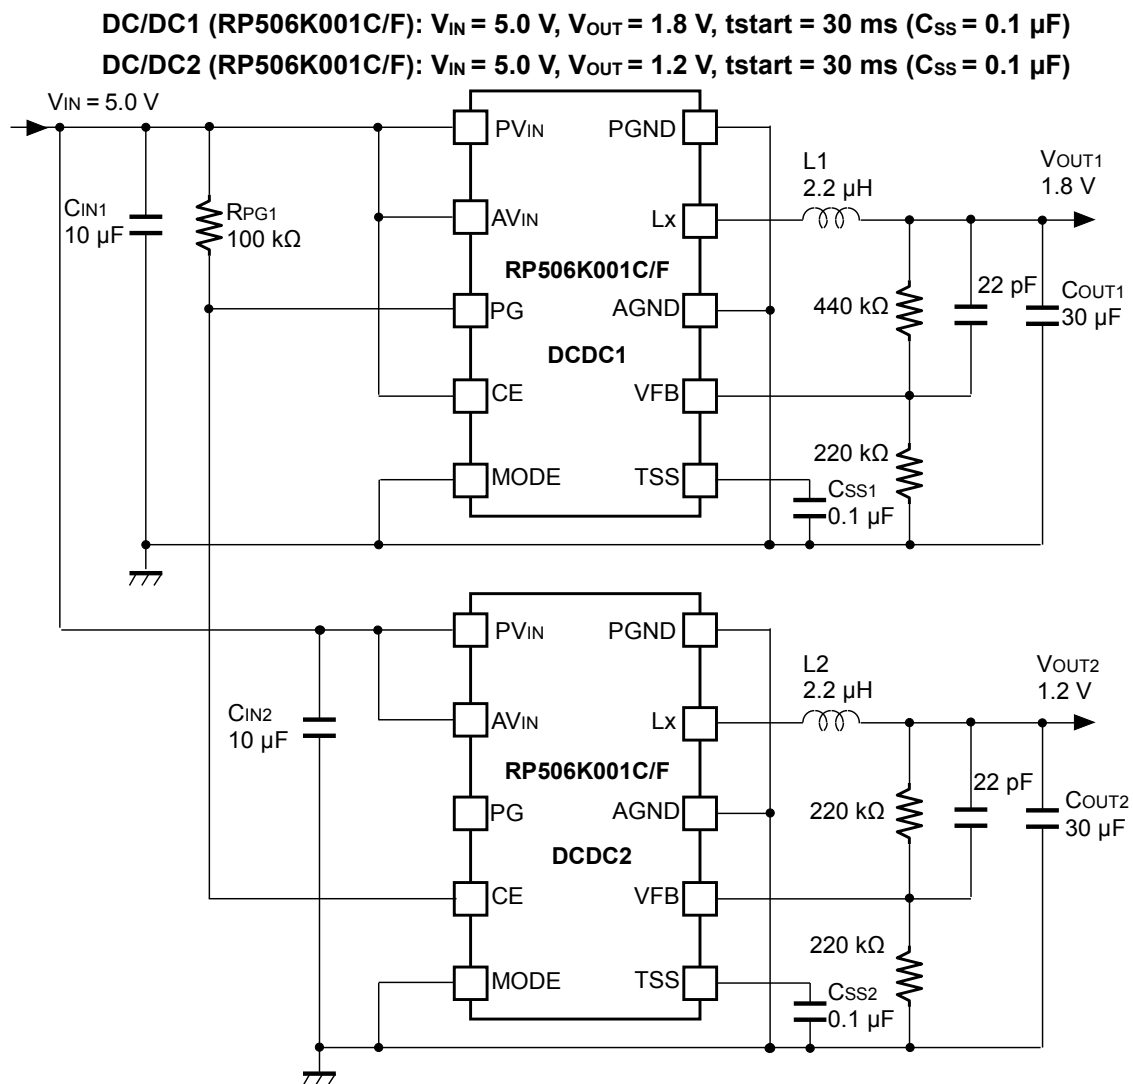 DC/DC1 (RP506K001C/F): VIN = 5.0 V, VOUT = 1.8 V, tstart = 30 ms (CSS = 0.1 µF)
DC/DC2 (RP506K001C/F): VIN = 5.0 V, VOUT = 1.2 V, tstart = 30 ms (CSS = 0.1 µF)
VIN = 5.0 V
PVIN
PGND
L1
2.2 µH
VOUT1
1.8 V
CIN1
10 µF
RPG1
100 kΩ
AVIN
Lx
RP506K001C/F
PG
AGND
440 kΩ
22 pF
COUT1
30 µF
DCDC1
CE
VFB
220 kΩ
MODE
TSS
CSS1
0.1 µF
PVIN
PGND
L2
2.2 µH
VOUT2
1.2 V
CIN2
10 µF
AVIN
Lx
RP506K001C/F
PG
AGND
220 kΩ
22 pF
COUT2
30 µF
DCDC2
CE
VFB
220 kΩ
MODE
TSS
CSS2
0.1 µF